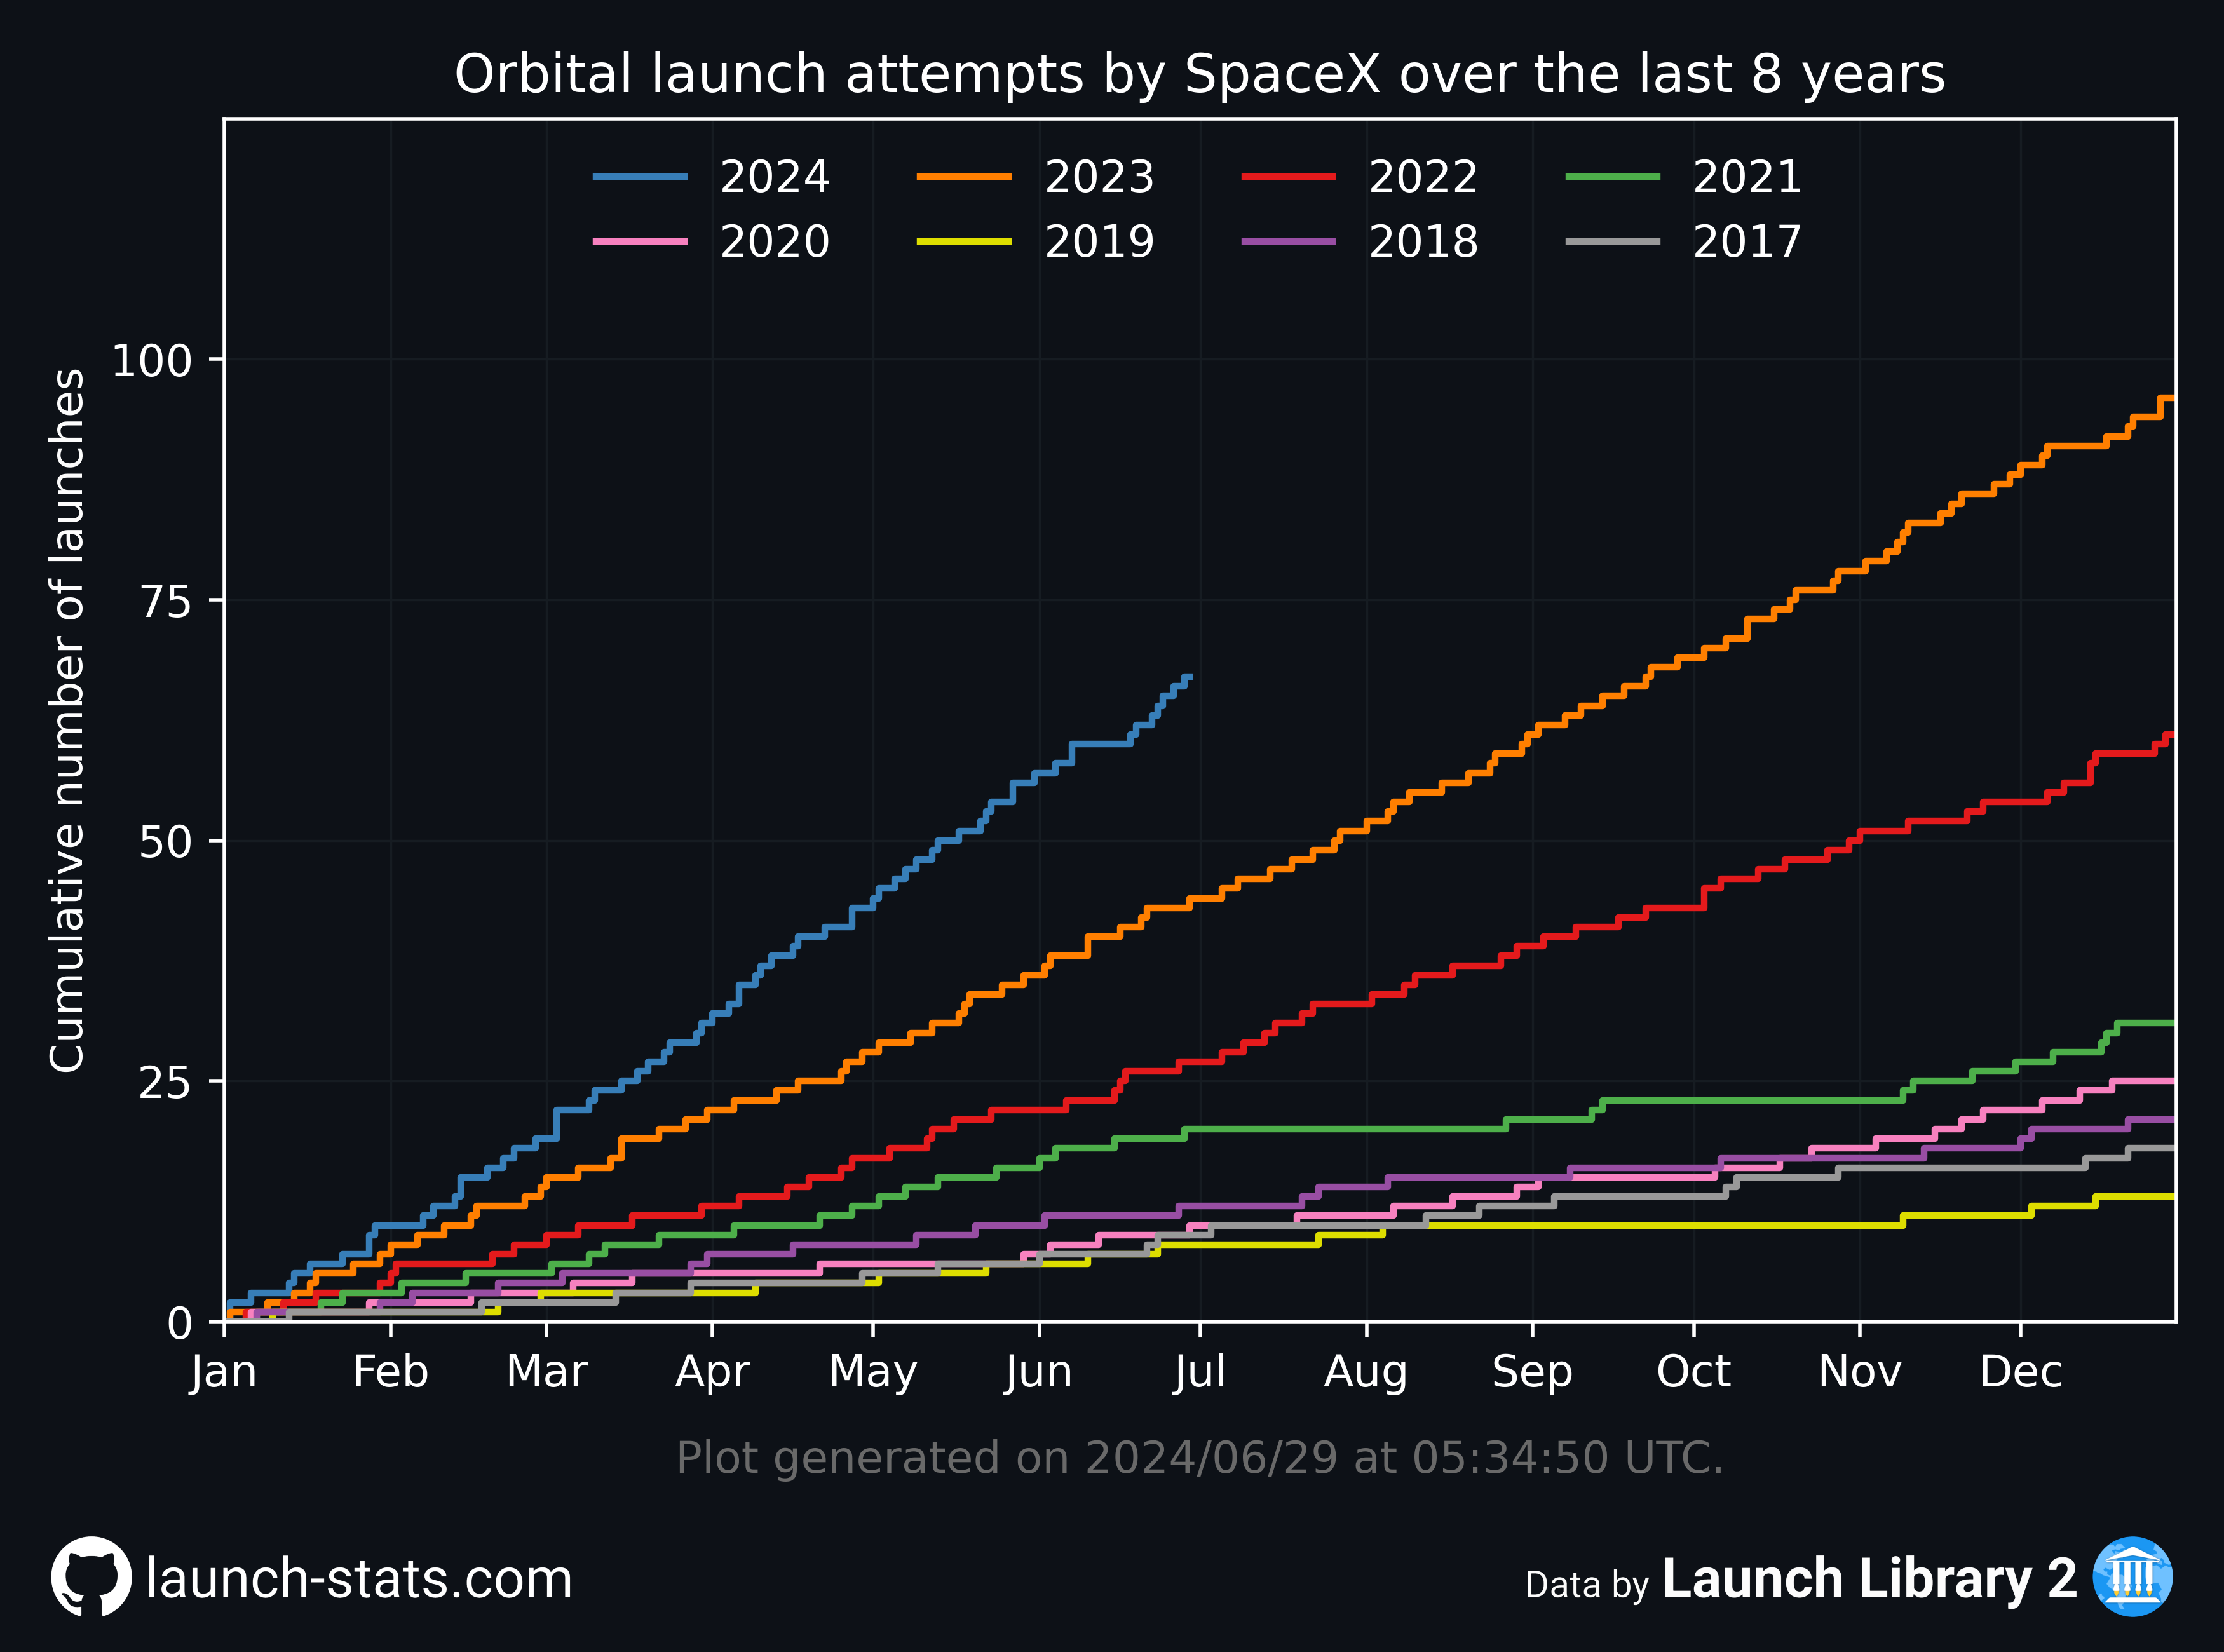 Orbital launch attempts by SpaceX over the last 8 years
2024 2023 2022 2021
2020 2019 2018 2017
Cumulative number of launches
100
75
50
25
0
Jan Feb Mar Apr May Jun Jul Aug Sep Oct Nov Dec
Plot generated on 2024/06/29 at 05:34:50 UTC.
launch-stats.com
Data by Launch Library 2